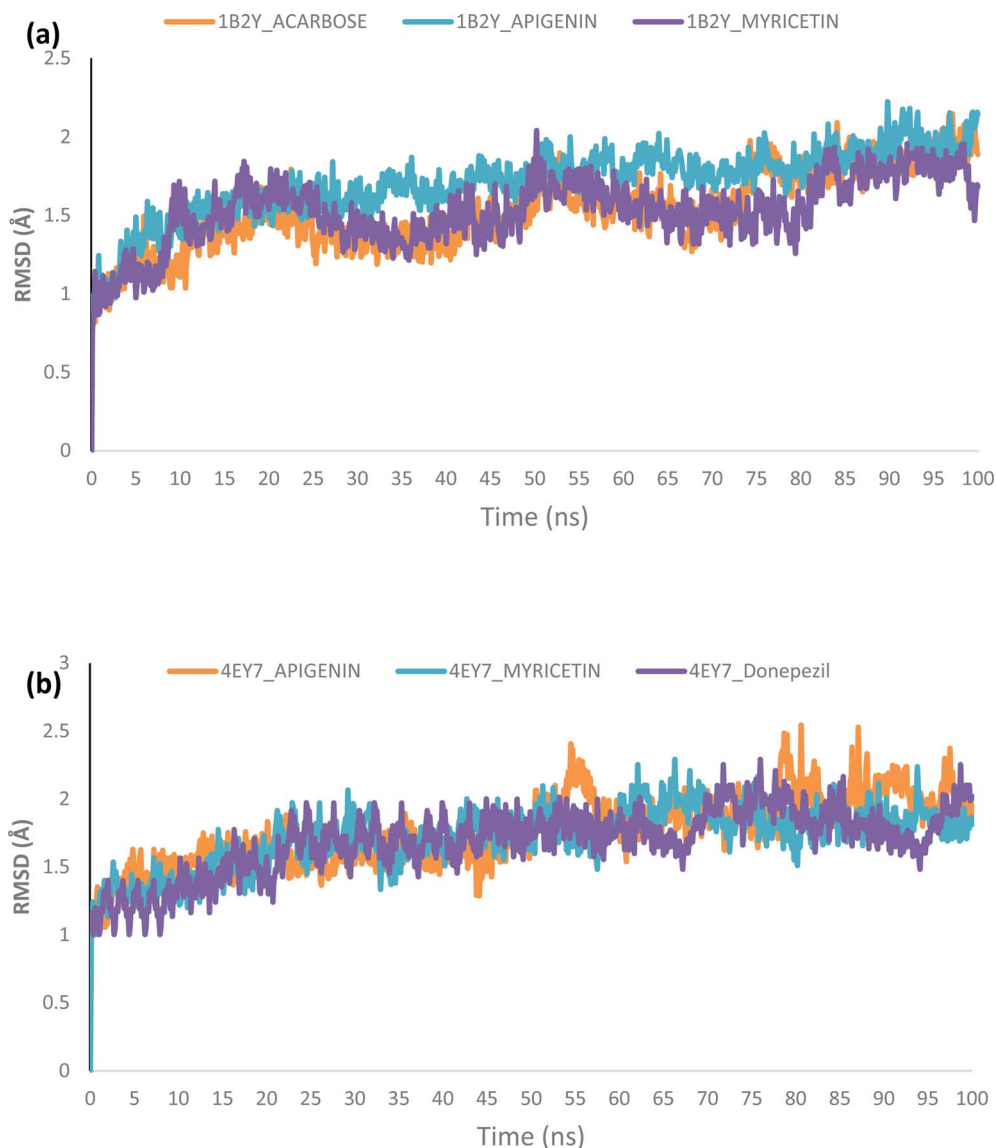 1B2Y_ACARBOSE 1B2Y_APIGENIN 1B2Y_MYRICETIN
(a)
2.5
2
1.5
1
0.5
0
RMSD (Å)
0 5 10 15 20 25 30 35 40 45 50 55 60 65 70 75 80 85 90 95 100
Time (ns)
(b)
4EY7_APIGENIN 4EY7_MYRICETIN 4EY7_Donepezil
3
2.5
2
1.5
1
0.5
0
RMSD (Å)
0 5 10 15 20 25 30 35 40 45 50 55 60 65 70 75 80 85 90 95 100
Time (ns)